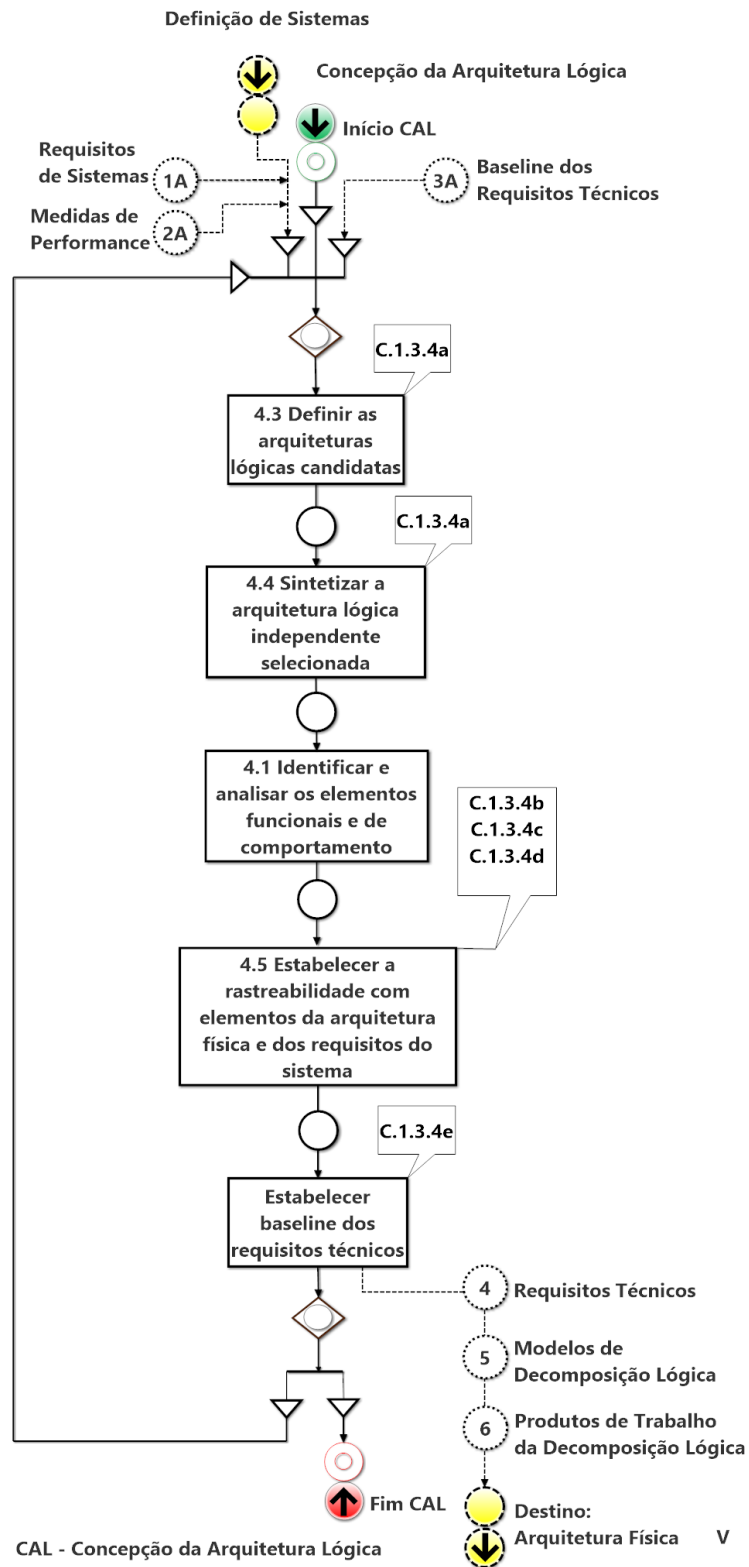 Definição de Sistemas
Concepção da Arquitetura Lógica
Início CAL
Requisitos
de Sistemas
1A
Medidas de
Performance
2A
3A
Baseline dos
Requisitos Técnicos
C.1.3.4a
4.3 Definir as
arquiteturas
lógicas candidatas
C.1.3.4a
4.4 Sintetizar a
arquitetura lógica
independente
selecionada
4.1 Identificar e
analisar os elementos
funcionais e de
comportamento
C.1.3.4b
C.1.3.4c
C.1.3.4d
4.5 Estabelecer a
rastreabilidade com
elementos da arquitetura
física e dos requisitos do
sistema
C.1.3.4e
Estabelecer
baseline dos
requisitos técnicos
4
Requisitos Técnicos
5
Modelos de
Decomposição Lógica
6
Produtos de Trabalho
da Decomposição Lógica
Fim CAL
Destino:
Arquitetura Física V
CAL - Concepção da Arquitetura Lógica